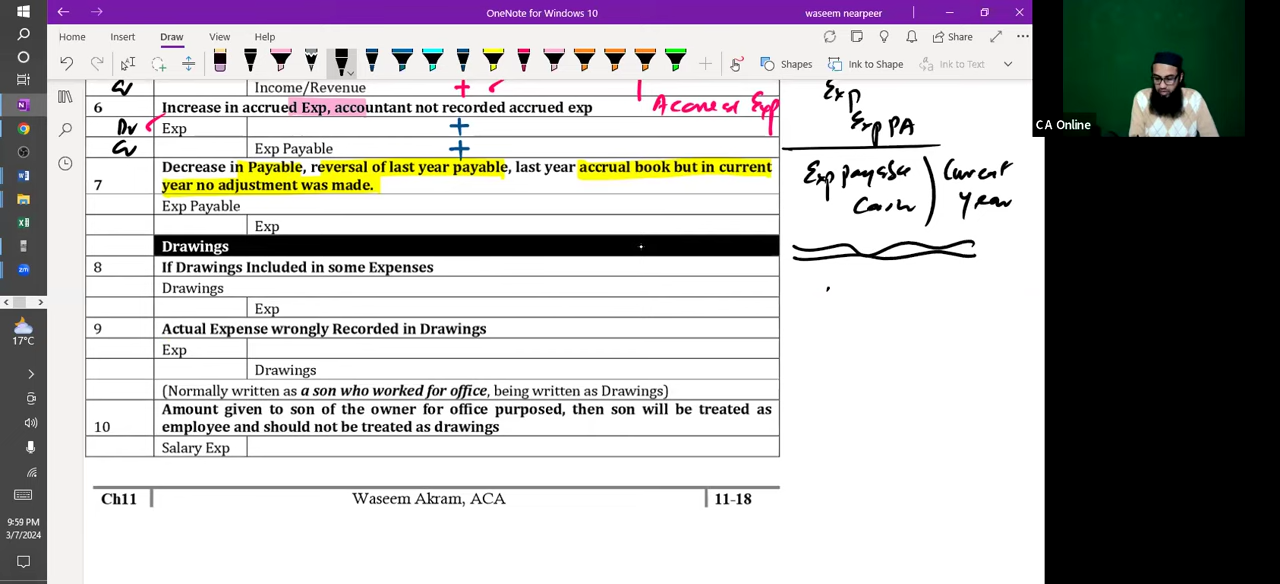 OneNote for Windows 10
waseem nearpeer
Home
Insert
Draw
View
Help
Share
Shapes
Ink to Shape
Ink to Text
Cr
Income/Revenue
+
6
Increase in accrued Exp, accountant not recorded accrued exp
Accrued Exp
Dr
Exp
+
Cr
Exp Payable
+
7
Decrease in Payable, reversal of last year payable, last year accrual book but in current
year no adjustment was made.
Exp Payable
Exp
Drawings
8
If Drawings Included in some Expenses
Drawings
Exp
9
Actual Expense wrongly Recorded in Drawings
Exp
Drawings
(Normally written as a son who worked for office, being written as Drawings)
10
Amount given to son of the owner for office purposed, then son will be treated as
employee and should not be treated as drawings
Salary Exp
Ch11
Waseem Akram, ACA
11-18
Exp
Exp PA
Exp payable
Cash
Current
Year
C A Online
17°C
9:59 PM
3/7/2024